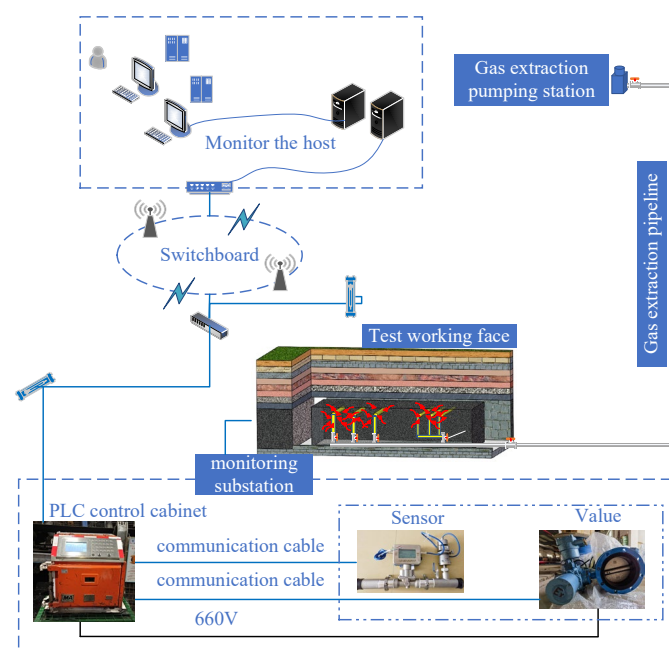 Gas extraction
pumping station
Monitor the host
Switchboard
Gas extraction pipeline
Test working face
monitoring
substation
PLC control cabinet
Sensor
Value
communication cable
communication cable
660V